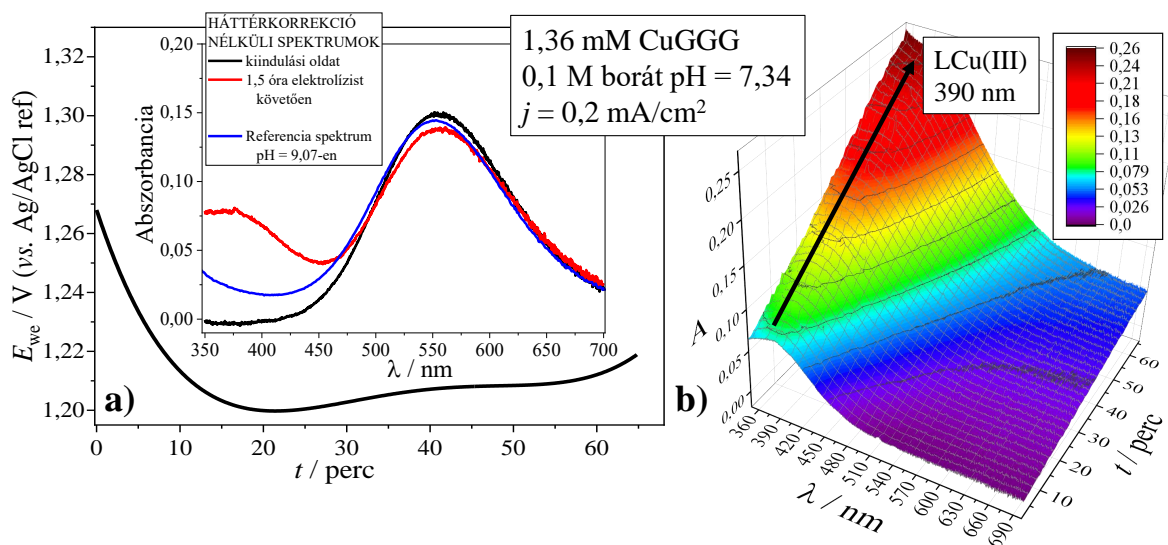 HÁTTÉRKORREKCIÓ
NÉLKÜLI SPEKTRUMOK
kiindulási oldat
1,5 óra elektrolízist
követően
Referencia spektrum
pH = 9,07-en
1,36 mM CuGGG
0,1 M borát pH = 7,34
j = 0,2 mA/cm²
LCu(III)
390 nm
0,26
0,26
0,24
0,21
0,18
0,16
0,13
0,11
0,079
0,053
0,026
0,0
E_we / V (vs. Ag/AgCl ref)
1,32
1,30
1,28
1,26
1,24
1,22
1,20
0 10 20 30 40 50 60
t / perc
a)
Abszorbancia
0,20
0,15
0,10
0,05
0,00
350 400 450 500 550 600 650 700
λ / nm
b)
A
0,25
0,20
0,15
0,10
0,05
0,00
360 390 420 450 480 510 540 570 600 630 660 690
λ / nm
10 20 30 40 50 60
t / perc